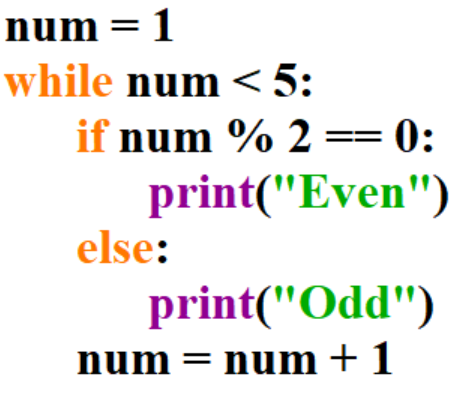 num = 1
while num < 5:
    if num % 2 == 0:
        print("Even")
    else:
        print("Odd")
    num = num + 1